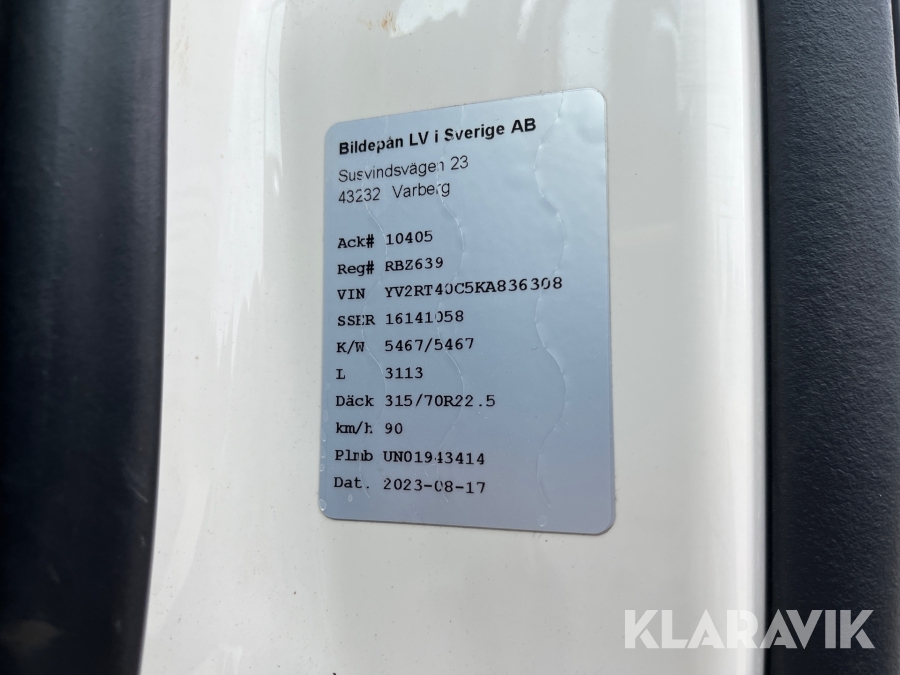 Bildepån LV i Sverige AB
Susvindsvägen 23
43232 Varberg
Ack# 10405
Reg# RBZ639
VIN YV2RT40C5KA836308
SSER 16141058
K/W 5467/5467
L 3113
Däck 315/70R22.5
km/h 90
Plmb UN01943414
Dat. 2023-08-17
KLARAVIK